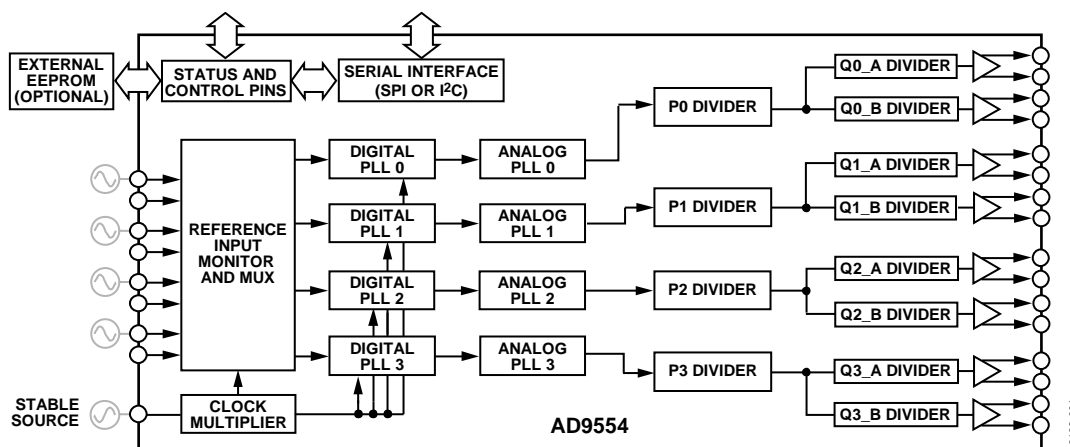 EXTERNAL
EEPROM
(OPTIONAL)
STATUS AND
CONTROL PINS
SERIAL INTERFACE
(SPI OR I²C)
REFERENCE
INPUT
MONITOR
AND MUX
DIGITAL
PLL 0
ANALOG
PLL 0
P0 DIVIDER
Q0_A DIVIDER
Q0_B DIVIDER
DIGITAL
PLL 1
ANALOG
PLL 1
P1 DIVIDER
Q1_A DIVIDER
Q1_B DIVIDER
DIGITAL
PLL 2
ANALOG
PLL 2
P2 DIVIDER
Q2_A DIVIDER
Q2_B DIVIDER
DIGITAL
PLL 3
ANALOG
PLL 3
P3 DIVIDER
Q3_A DIVIDER
Q3_B DIVIDER
STABLE
SOURCE
CLOCK
MULTIPLIER
AD9554